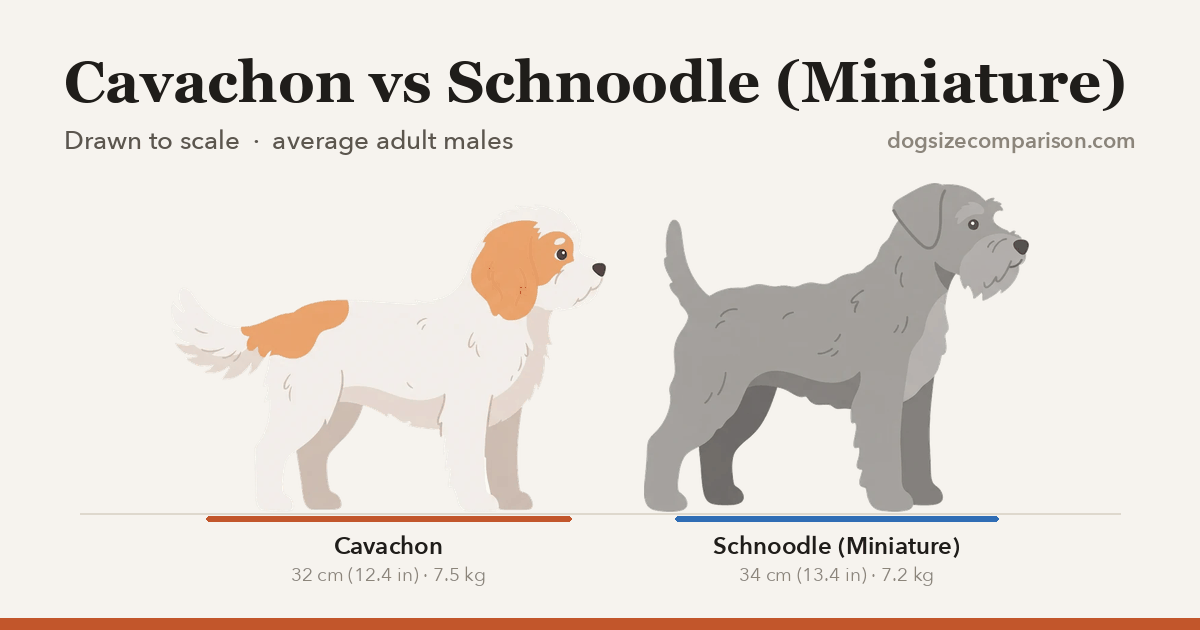 Cavachon vs Schnoodle (Miniature)
Drawn to scale · average adult males
dogsizecomparison.com
Cavachon
32 cm (12.4 in) · 7.5 kg
Schnoodle (Miniature)
34 cm (13.4 in) · 7.2 kg